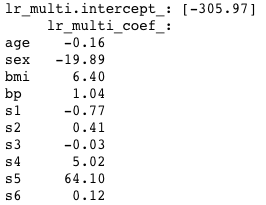 lr_multi.intercept_: [-305.97]
lr_multi_coef_:
age -0.16
sex -19.89
bmi 6.40
bp 1.04
s1 -0.77
s2 0.41
s3 -0.03
s4 5.02
s5 64.10
s6 0.12